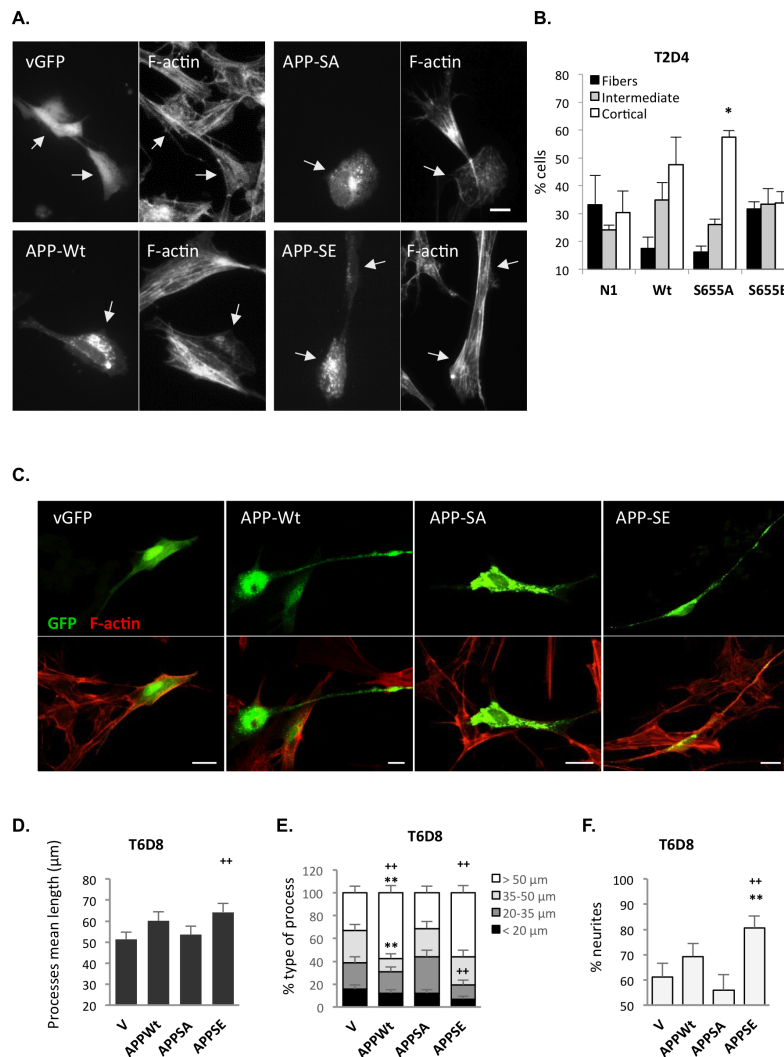 A.
vGFP F-actin APP-SA F-actin
APP-Wt F-actin APP-SE F-actin
B.
T2D4
Fibers
Intermediate
Cortical
% cells
80
70
60
50
40
30
20
10
*
N1 Wt S655A S655E
C.
vGFP APP-Wt APP-SA APP-SE
GFP F-actin
D.
T6D8
Processes mean length (μm)
80
70
60
50
40
30
20
++
V APPWt APPSA APPSE
E.
T6D8
% type of process
120
100
80
60
40
20
0
++ ++
**
**
++
> 50 μm
35-50 μm
20-35 μm
< 20 μm
V APPWt APPSA APPSE
F.
T6D8
% neurites
100
90
80
70
60
50
++
**
V APPWt APPSA APPSE